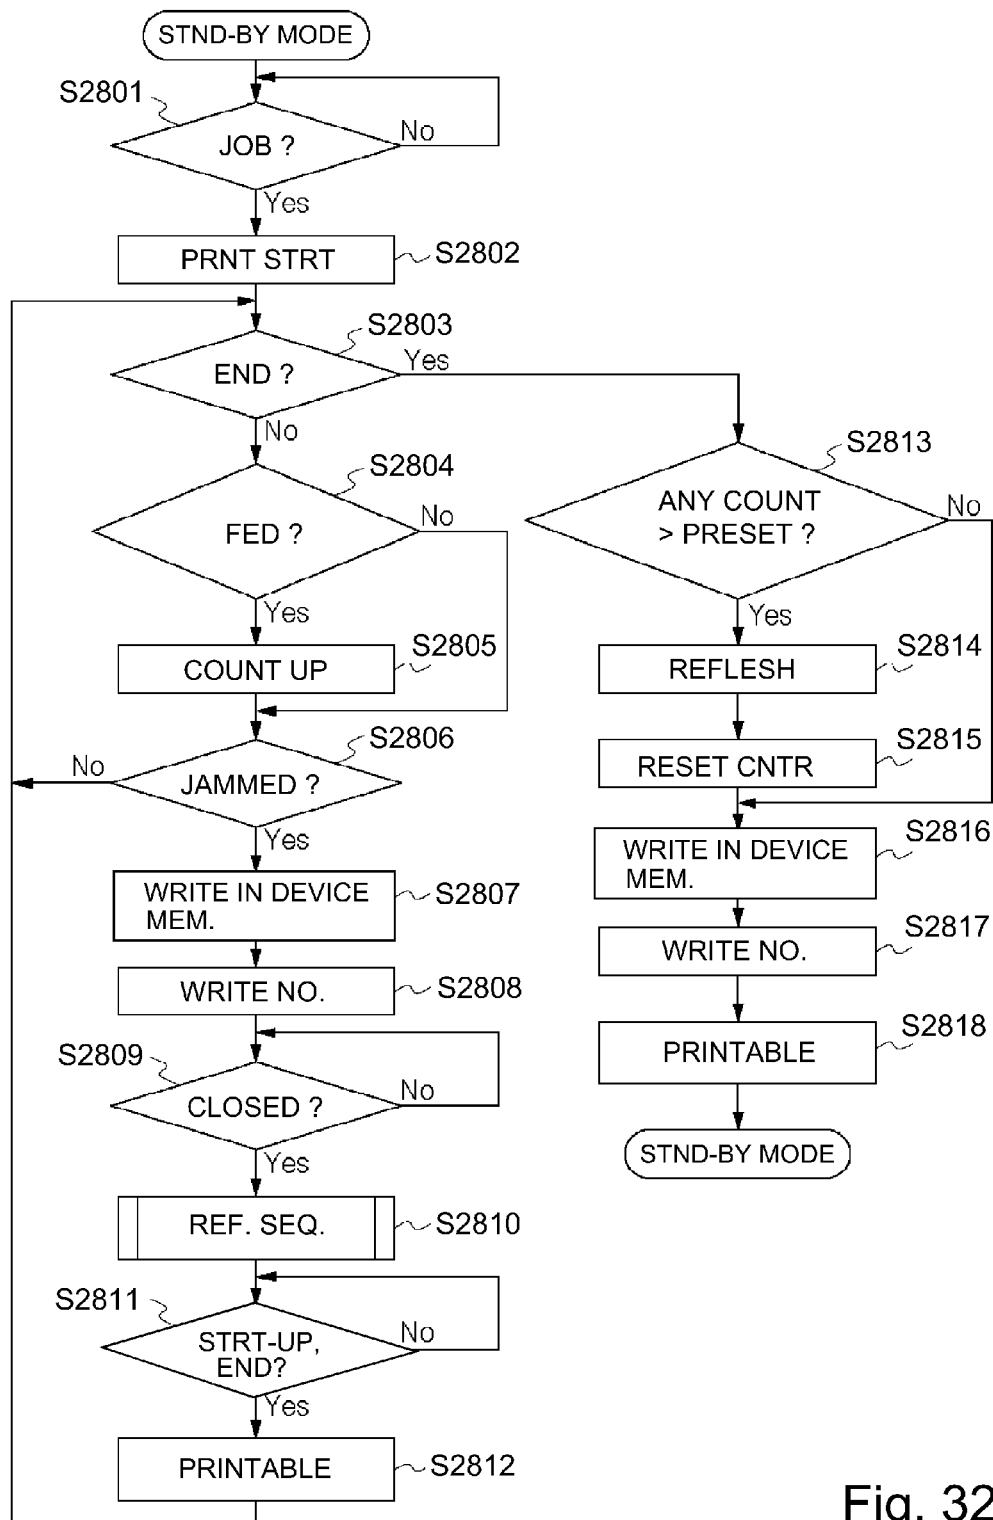 STND-BY MODE
S2801
JOB ?
No
Yes
PRNT STRT
S2802
S2803
END ?
Yes
No
S2804
FED ?
No
Yes
COUNT UP
S2805
S2806
JAMMED ?
No
Yes
WRITE IN DEVICE
MEM.
S2807
WRITE NO.
S2808
S2809
CLOSED ?
No
Yes
REF. SEQ.
S2810
S2811
STRT-UP,
END?
No
Yes
PRINTABLE
S2812
S2813
ANY COUNT
> PRESET ?
No
Yes
REFLESH
S2814
RESET CNTR
S2815
WRITE IN DEVICE
MEM.
S2816
WRITE NO.
S2817
PRINTABLE
S2818
STND-BY MODE
Fig. 32